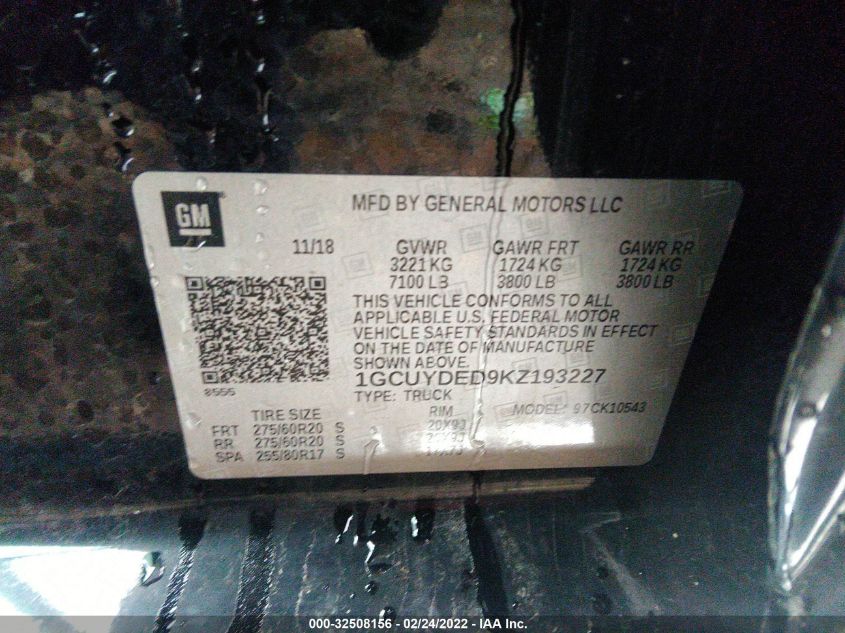 GM
MFD BY GENERAL MOTORS LLC
11/18 GVWR GAWR FRT GAWR RR
3221 KG 1724 KG 1724 KG
7100 LB 3800 LB 3800 LB
THIS VEHICLE CONFORMS TO ALL
APPLICABLE U.S. FEDERAL MOTOR
VEHICLE SAFETY STANDARDS IN EFFECT
ON THE DATE OF MANUFACTURE
SHOWN ABOVE.
1GCUYDED9KZ193227
8555
TYPE: TRUCK
TIRE SIZE RIM MODEL: 97CK10543
FRT 275/60R20 S 20X9J
RR 275/60R20 S
SPA 255/80R17 S
000-32508156 - 02/24/2022 - IAA Inc.